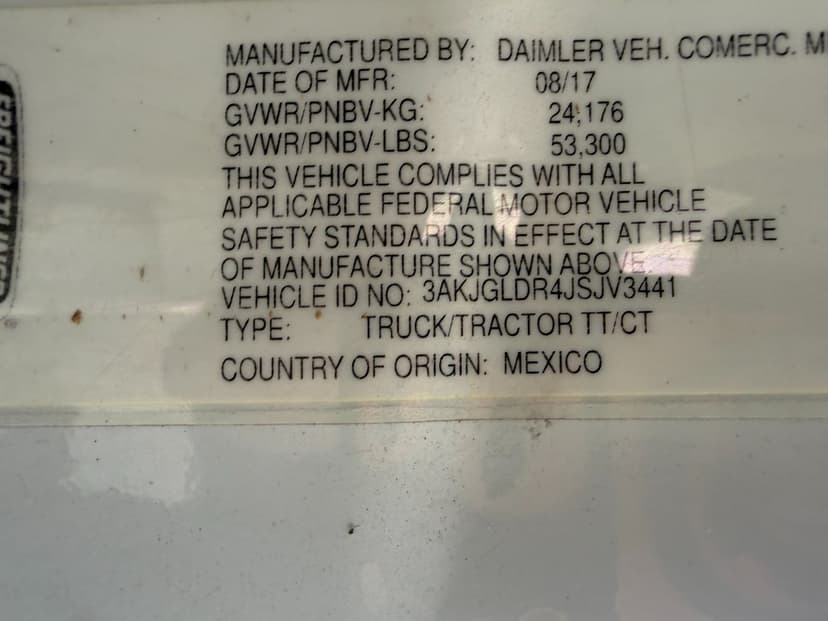 FREIGHTLINER
MANUFACTURED BY: DAIMLER VEH. COMERC. M
DATE OF MFR: 08/17
GVWR/PNBV-KG: 24,176
GVWR/PNBV-LBS: 53,300
THIS VEHICLE COMPLIES WITH ALL
APPLICABLE FEDERAL MOTOR VEHICLE
SAFETY STANDARDS IN EFFECT AT THE DATE
OF MANUFACTURE SHOWN ABOVE.
VEHICLE ID NO: 3AKJGLDR4JSJV3441
TYPE: TRUCK/TRACTOR TT/CT
COUNTRY OF ORIGIN: MEXICO